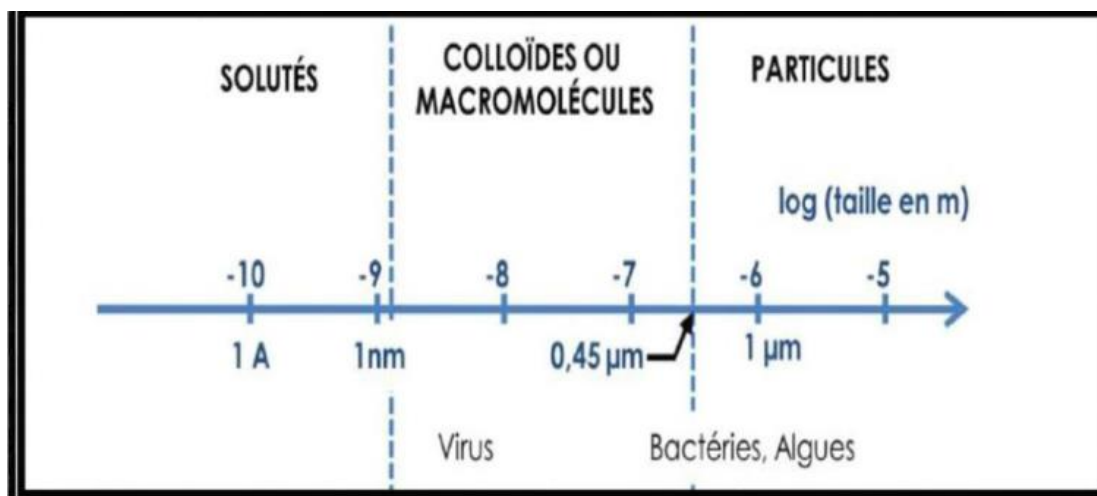 SOLUTÉS
COLLOÏDES OU
MACROMOLÉCULES
PARTICULES
log (taille en m)
-10 -9 -8 -7 -6 -5
1 A 1nm 0,45 µm 1 µm
Virus Bactéries, Algues